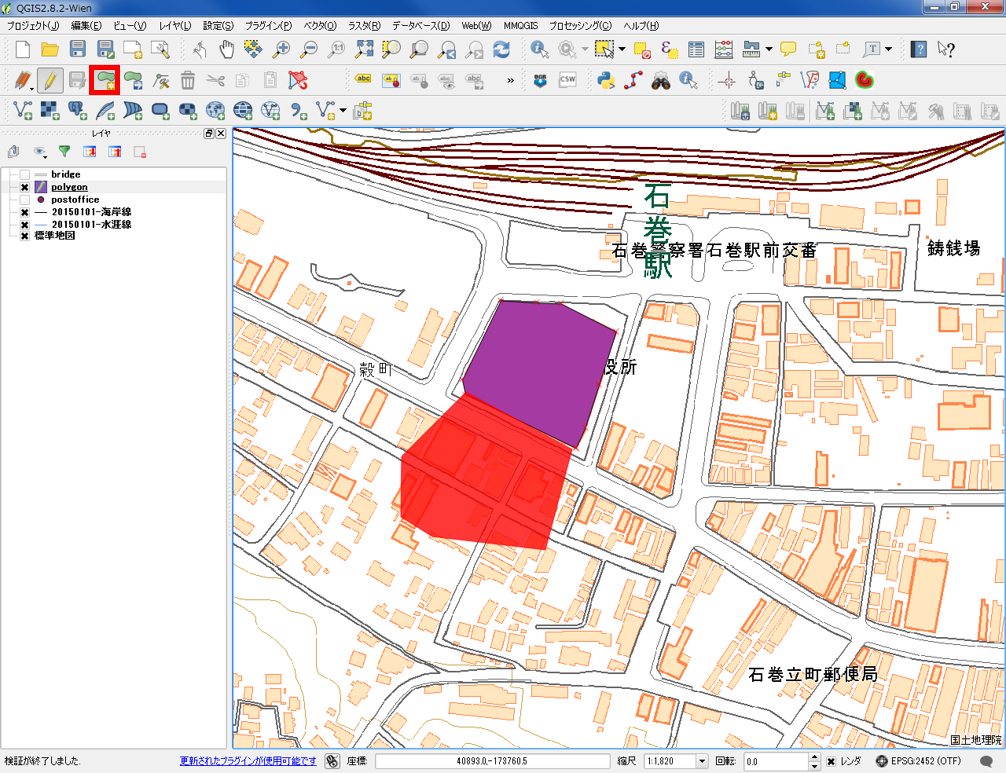 QGIS2.8.2-Wien
プロジェクト(J) 編集(E) ビュー(V) レイヤ(L) 設定(S) プラグイン(P) ベクタ(O) ラスタ(R) データベース(D) Web(W) MMQGIS プロセッシング(C) ヘルプ(H)
レイヤ
bridge
polygon
postoffice
20150101-海岸線
20150101-水涯線
標準地図
石巻駅
石巻警察署石巻駅前交番
鋳銭場
役所
穀町
石巻立町郵便局
国土地理院
検証が終了しました. 更新されたプラグインが使用可能です 座標: 40893.0,-173760.5 縮尺 1:1,820 回転: 0.0 レンダ EPSG:2452 (OTF)